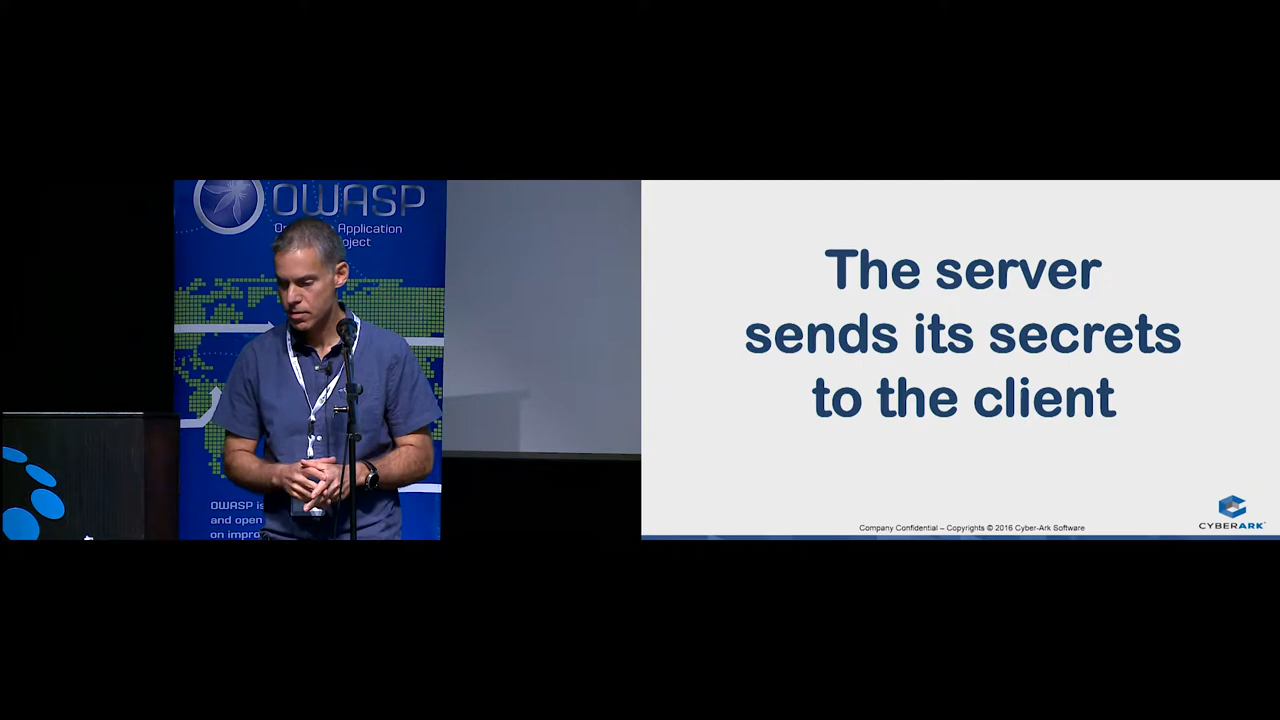 OWASP
Application
OWASP is
and open
on impro
The server
sends its secrets
to the client
Company Confidential – Copyrights © 2016 Cyber-Ark Software
CYBERARK